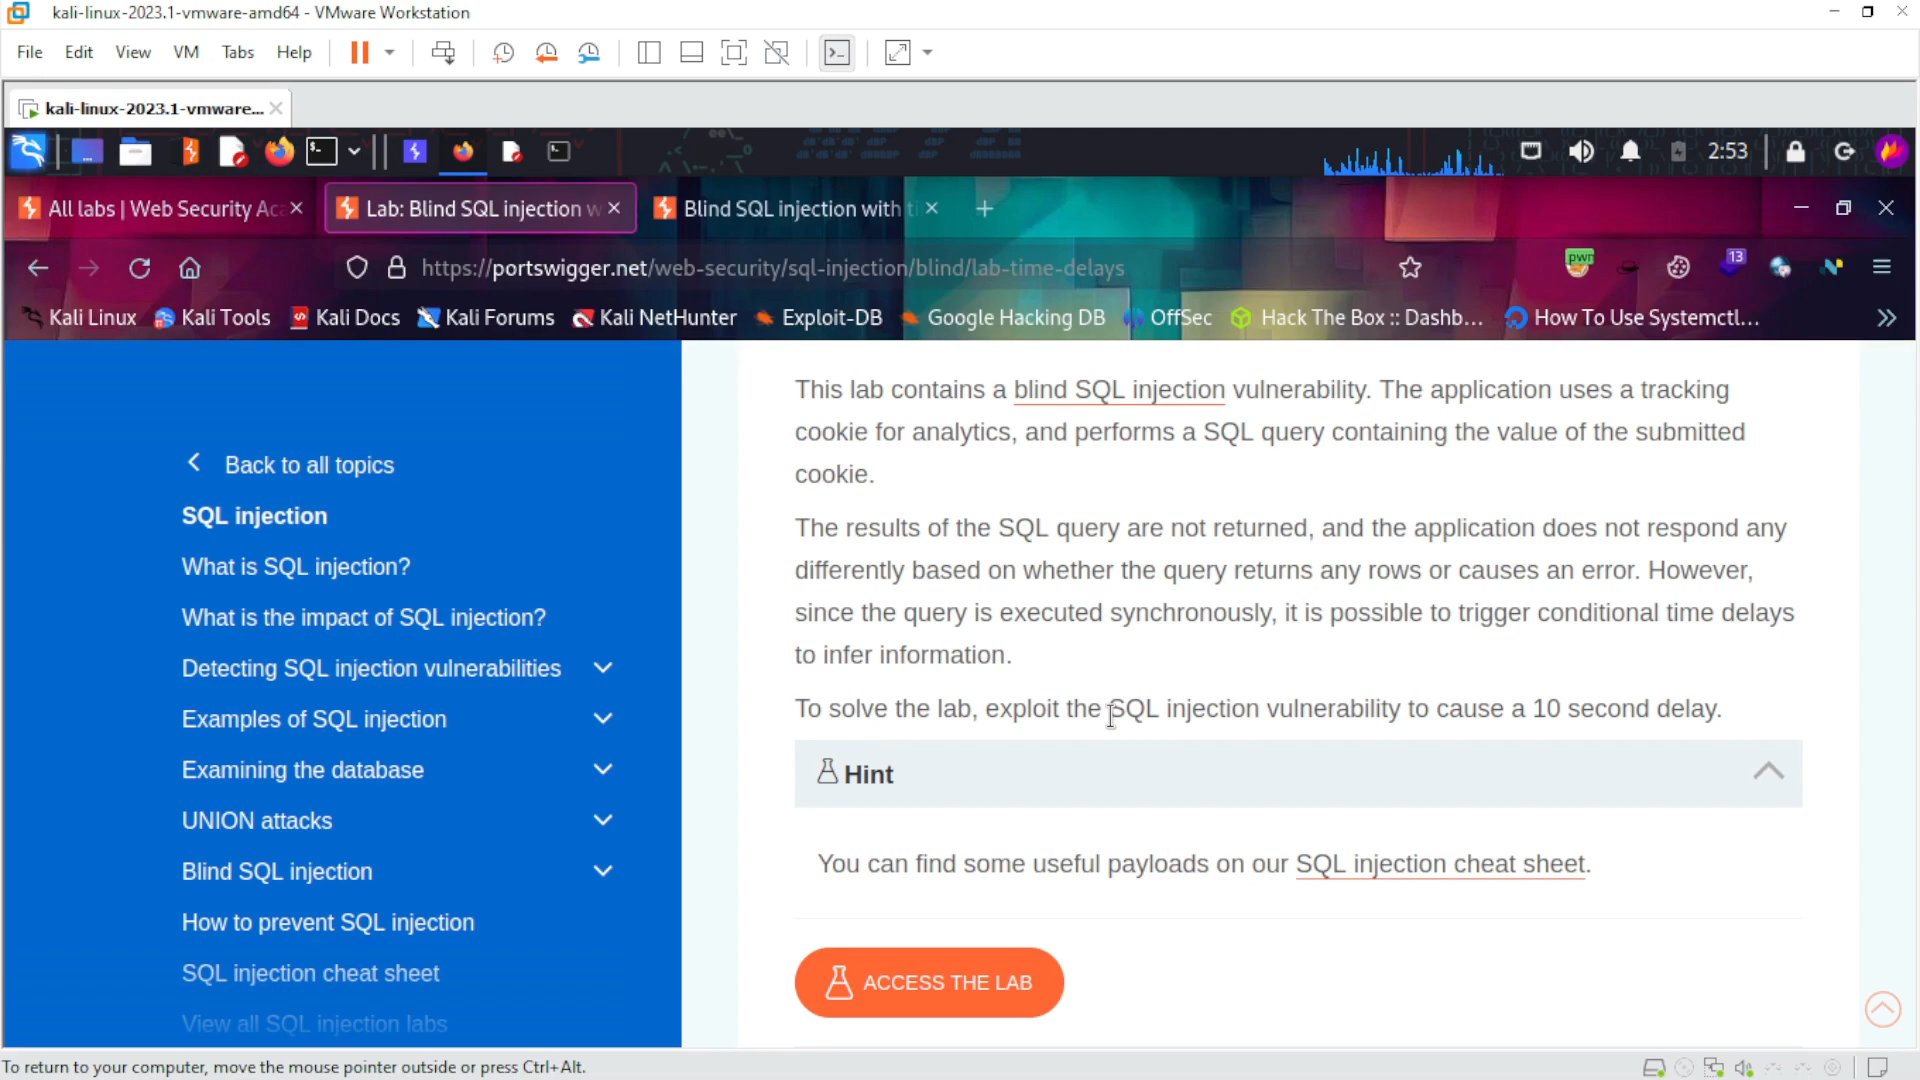 kali-linux-2023.1-vmware-amd64 - VMware Workstation
File Edit View VM Tabs Help
kali-linux-2023.1-vmware...
2:53
All labs | Web Security Aca
Lab: Blind SQL injection w
Blind SQL injection with ti
https://portswigger.net/web-security/sql-injection/blind/lab-time-delays
pwn
13
Kali Linux Kali Tools Kali Docs Kali Forums Kali NetHunter Exploit-DB Google Hacking DB OffSec Hack The Box :: Dashb... How To Use Systemctl...
Back to all topics
SQL injection
What is SQL injection?
What is the impact of SQL injection?
Detecting SQL injection vulnerabilities
Examples of SQL injection
Examining the database
UNION attacks
Blind SQL injection
How to prevent SQL injection
SQL injection cheat sheet
View all SQL injection labs
This lab contains a blind SQL injection vulnerability. The application uses a tracking
cookie for analytics, and performs a SQL query containing the value of the submitted
cookie.
The results of the SQL query are not returned, and the application does not respond any
differently based on whether the query returns any rows or causes an error. However,
since the query is executed synchronously, it is possible to trigger conditional time delays
to infer information.
To solve the lab, exploit the SQL injection vulnerability to cause a 10 second delay.
Hint
You can find some useful payloads on our SQL injection cheat sheet.
ACCESS THE LAB
To return to your computer, move the mouse pointer outside or press Ctrl+Alt.